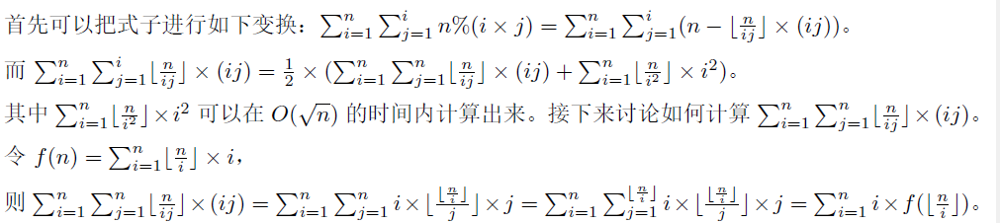 首先可以把式子进行如下变换：$\sum_{i=1}^{n}\sum_{j=1}^{i} n\%(i \times j) = \sum_{i=1}^{n}\sum_{j=1}^{i}(n - \lfloor\frac{n}{ij}\rfloor \times (ij))$。
而 $\sum_{i=1}^{n}\sum_{j=1}^{i}\lfloor\frac{n}{ij}\rfloor \times (ij) = \frac{1}{2} \times (\sum_{i=1}^{n}\sum_{j=1}^{n}\lfloor\frac{n}{ij}\rfloor \times (ij) + \sum_{i=1}^{n}\lfloor\frac{n}{i^2}\rfloor \times i^2)$。
其中 $\sum_{i=1}^{n}\lfloor\frac{n}{i^2}\rfloor \times i^2$ 可以在 $O(\sqrt{n})$ 的时间内计算出来。接下来讨论如何计算 $\sum_{i=1}^{n}\sum_{j=1}^{n}\lfloor\frac{n}{ij}\rfloor \times (ij)$。
令 $f(n) = \sum_{i=1}^{n}\lfloor\frac{n}{i}\rfloor \times i$，
则 $\sum_{i=1}^{n}\sum_{j=1}^{n}\lfloor\frac{n}{ij}\rfloor \times (ij) = \sum_{i=1}^{n}\sum_{j=1}^{n} i \times \lfloor\frac{\lfloor\frac{n}{i}\rfloor}{j}\rfloor \times j = \sum_{i=1}^{n}\sum_{j=1}^{\lfloor\frac{n}{i}\rfloor} i \times \lfloor\frac{\lfloor\frac{n}{i}\rfloor}{j}\rfloor \times j = \sum_{i=1}^{n} i \times f(\lfloor\frac{n}{i}\rfloor)$。